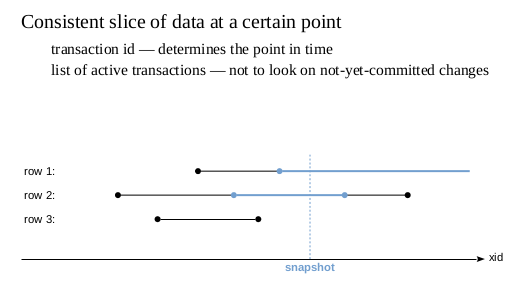 Consistent slice of data at a certain point
transaction id — determines the point in time
list of active transactions — not to look on not-yet-committed changes
row 1:
row 2:
row 3:
xid
snapshot